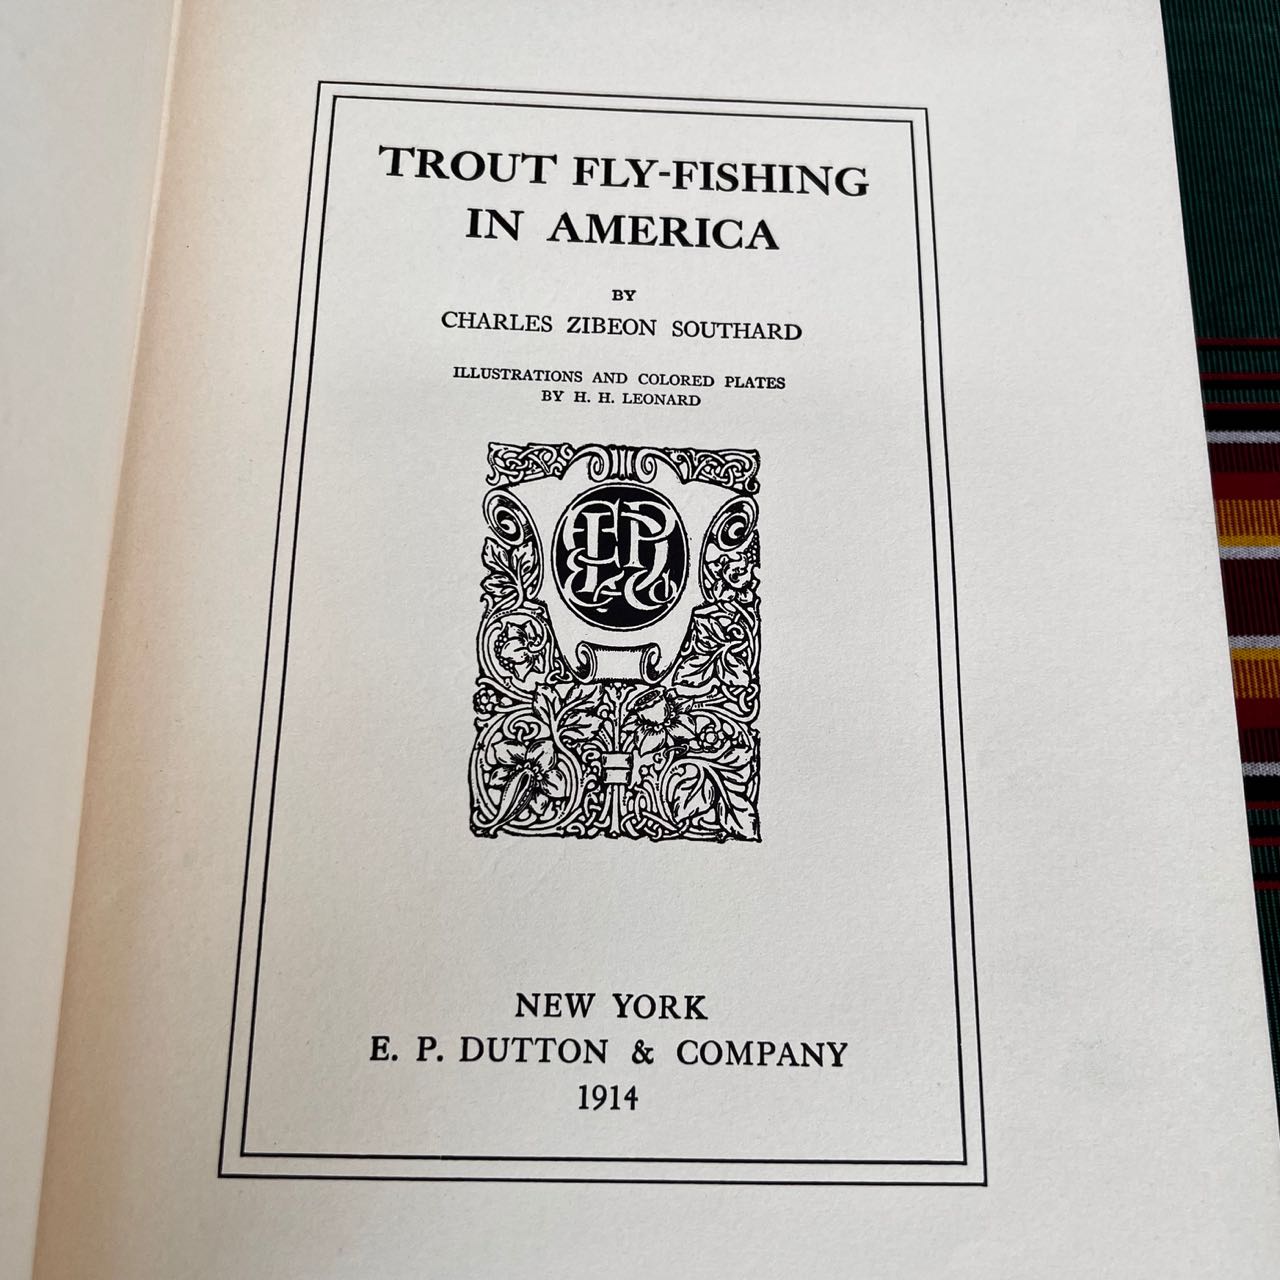 TROUT FLY-FISHING
IN AMERICA
BY
CHARLES ZIBEON SOUTHARD
ILLUSTRATIONS AND COLORED PLATES
BY H. H. LEONARD
NEW YORK
E. P. DUTTON & COMPANY
1914